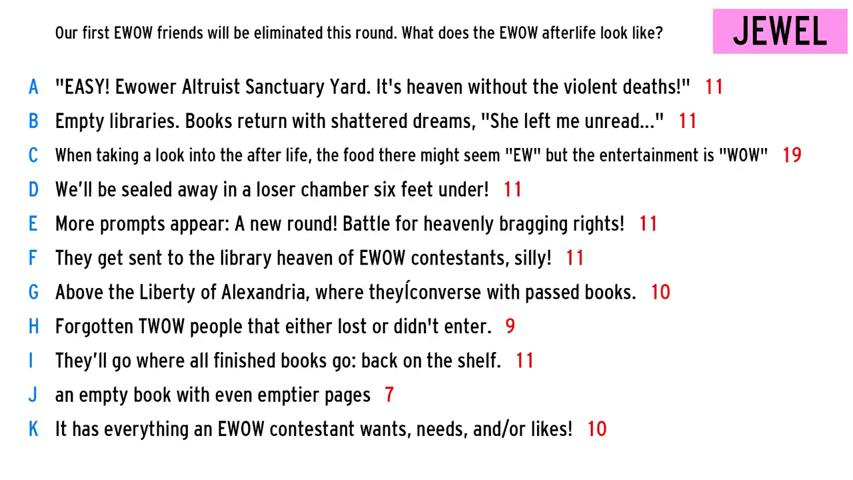 Our first EWOW friends will be eliminated this round. What does the EWOW afterlife look like?
JEWEL
A "EASY! Ewower Altruist Sanctuary Yard. It's heaven without the violent deaths!" 11
B Empty libraries. Books return with shattered dreams, "She left me unread..." 11
C When taking a look into the after life, the food there might seem "EW" but the entertainment is "WOW" 19
D We’ll be sealed away in a loser chamber six feet under! 11
E More prompts appear: A new round! Battle for heavenly bragging rights! 11
F They get sent to the library heaven of EWOW contestants, silly! 11
G Above the Liberty of Alexandria, where theyÍconverse with passed books. 10
H Forgotten TWOW people that either lost or didn't enter. 9
I They’ll go where all finished books go: back on the shelf. 11
J an empty book with even emptier pages 7
K It has everything an EWOW contestant wants, needs, and/or likes! 10